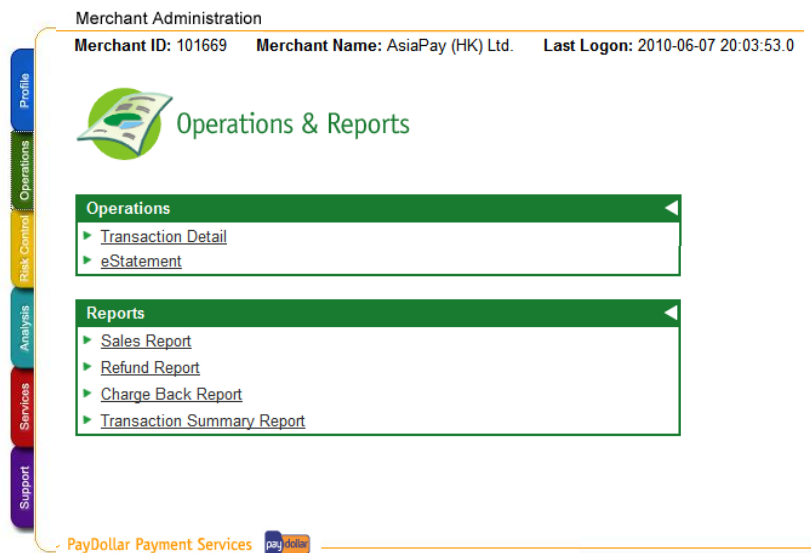 Merchant Administration
Merchant ID: 101669 Merchant Name: AsiaPay (HK) Ltd. Last Logon: 2010-06-07 20:03:53.0
Profile
Operations
Risk Control
Analysis
Services
Support
Operations & Reports
Operations
Transaction Detail
eStatement
Reports
Sales Report
Refund Report
Charge Back Report
Transaction Summary Report
PayDollar Payment Services paydollar